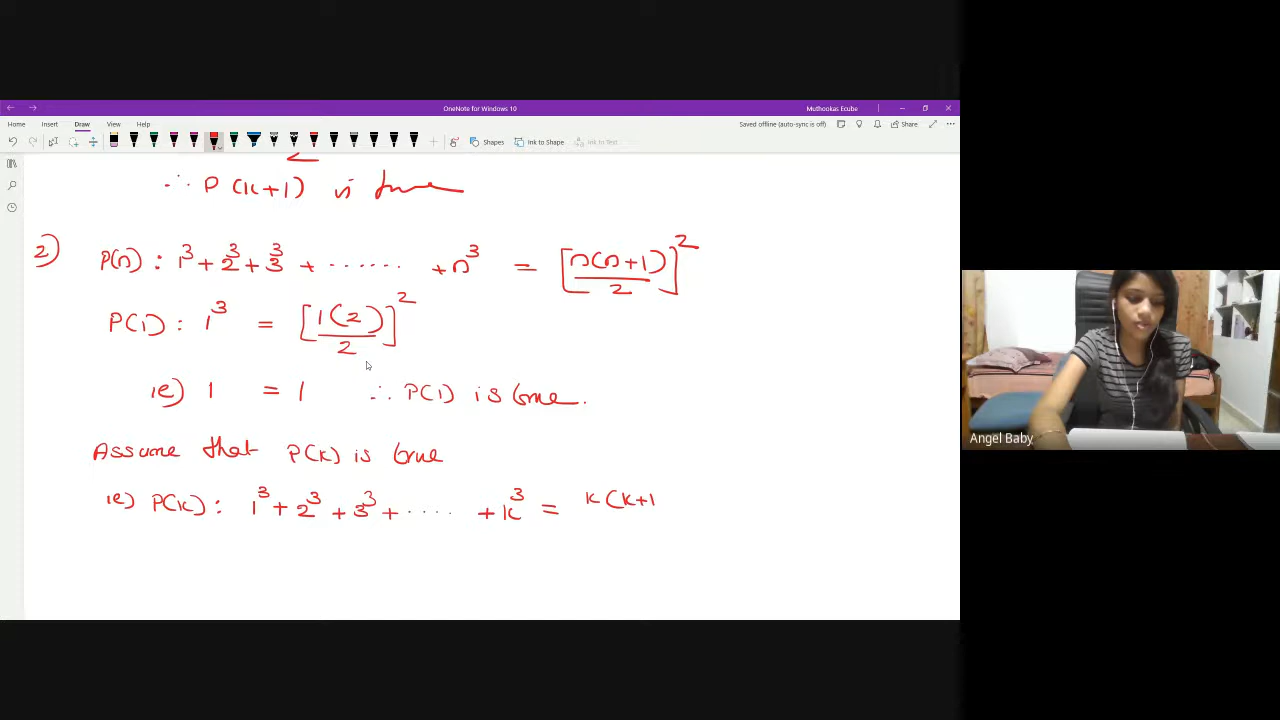 OneNote for Windows 10
Muthookas Ecube
Home Insert Draw View Help
Saved offline (auto-sync is off)
Share
Shapes Ink to Shape Ink to Text
2
∴ P(k+1) is true
2) P(n) : 1³ + 2³ + 3³ + ...... + n³ = [n(n+1)/2]²
P(1) : 1³ = [1(2)/2]²
ie) 1 = 1 ∴ P(1) is true.
Assume that P(k) is true
ie) P(k) : 1³ + 2³ + 3³ + .... + k³ = k(k+1
Angel Baby